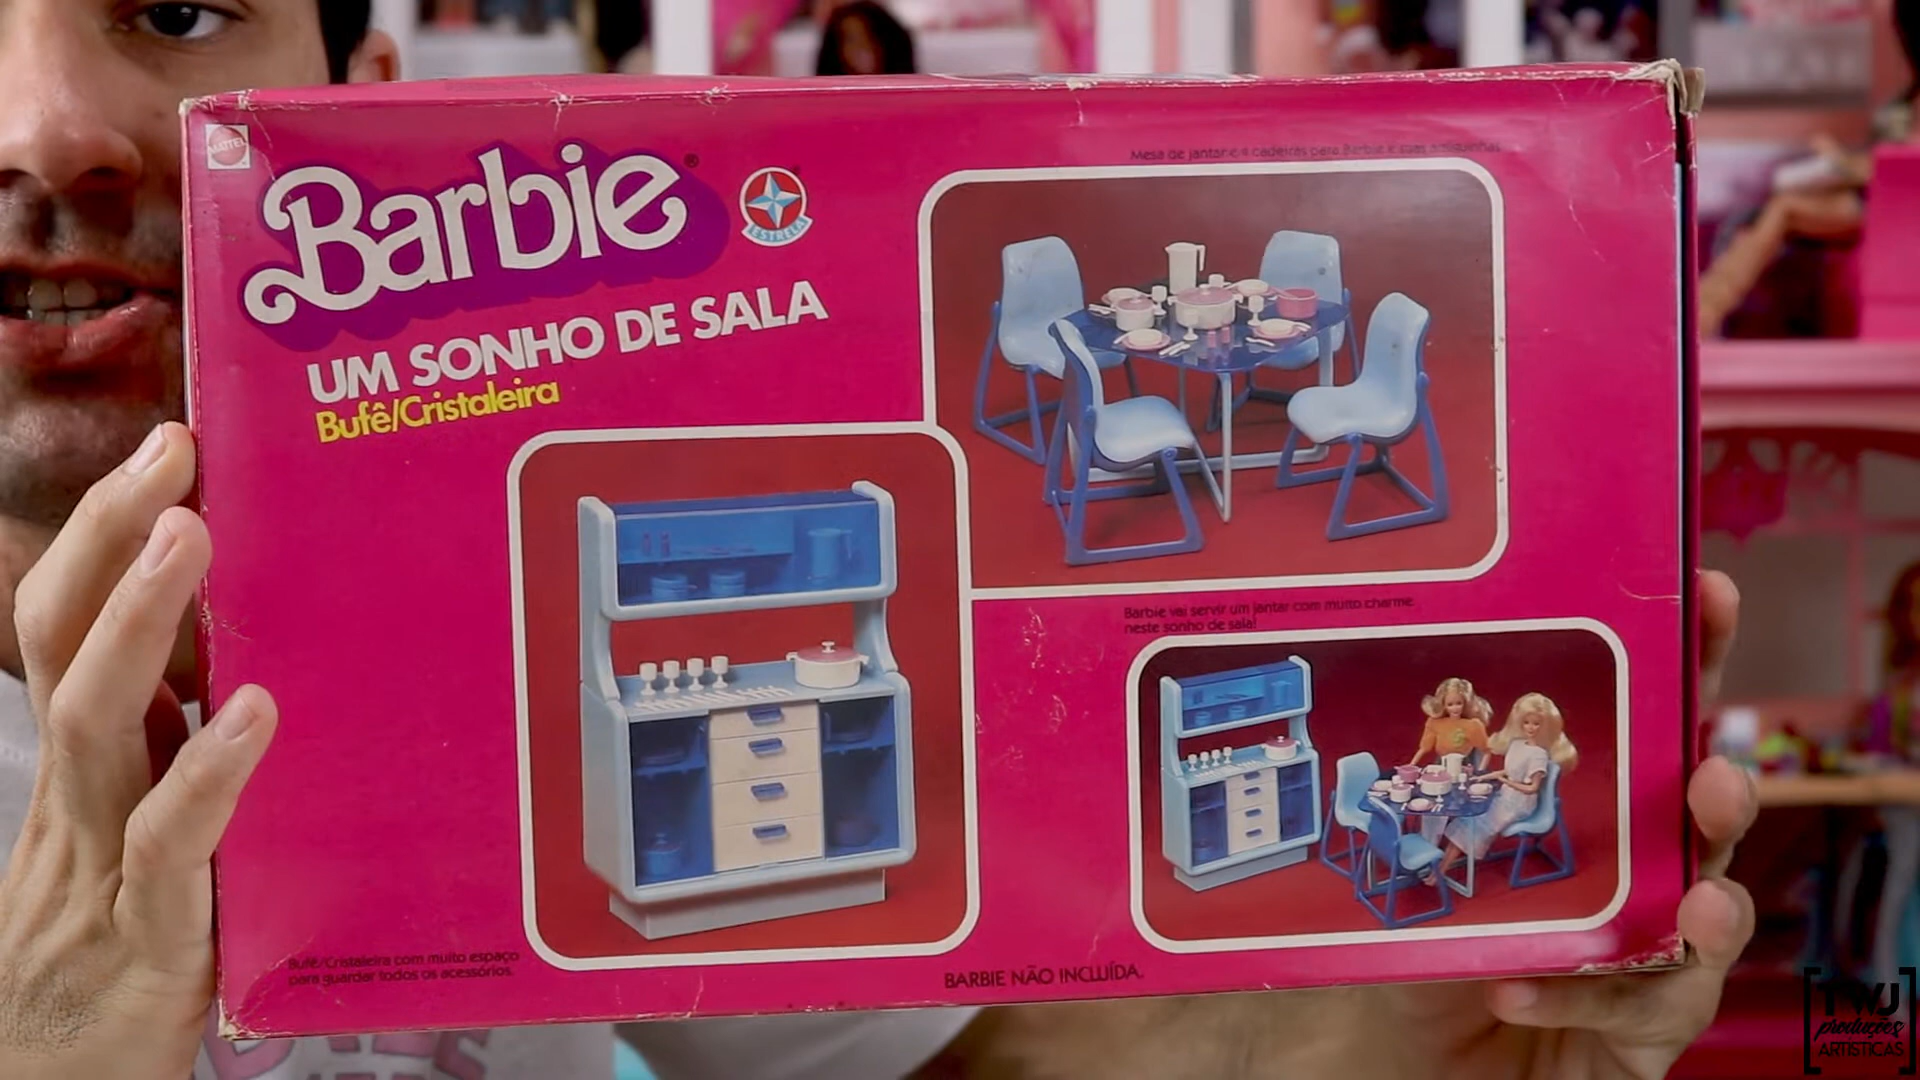 MATTEL
Barbie®
ESTRELA
UM SONHO DE SALA
Bufê/Cristaleira
Mesa de jantar e 4 cadeiras para Barbie e suas amiguinhas
Barbie vai servir um jantar com muito charme
neste sonho de sala!
Bufê/Cristaleira com muito espaço
para guardar todos os acessórios.
BARBIE NÃO INCLUÍDA.
TWJ
produções
ARTÍSTICAS